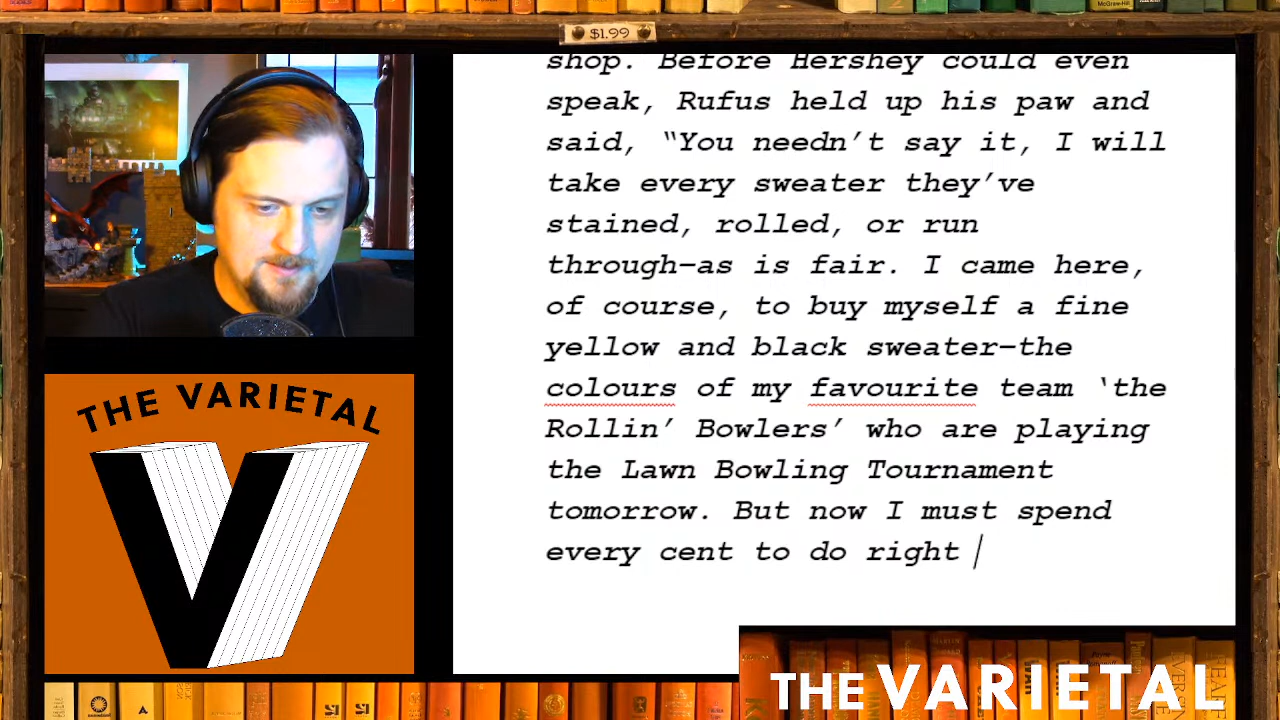 McGraw-Hill
$1.99
shop. Before Hershey could even
speak, Rufus held up his paw and
said, “You needn’t say it, I will
take every sweater they’ve
stained, rolled, or run
through–as is fair. I came here,
of course, to buy myself a fine
yellow and black sweater–the
colours of my favourite team ‘the
Rollin’ Bowlers’ who are playing
the Lawn Bowling Tournament
tomorrow. But now I must spend
every cent to do right
THE VARIETAL
V
THE VARIETAL